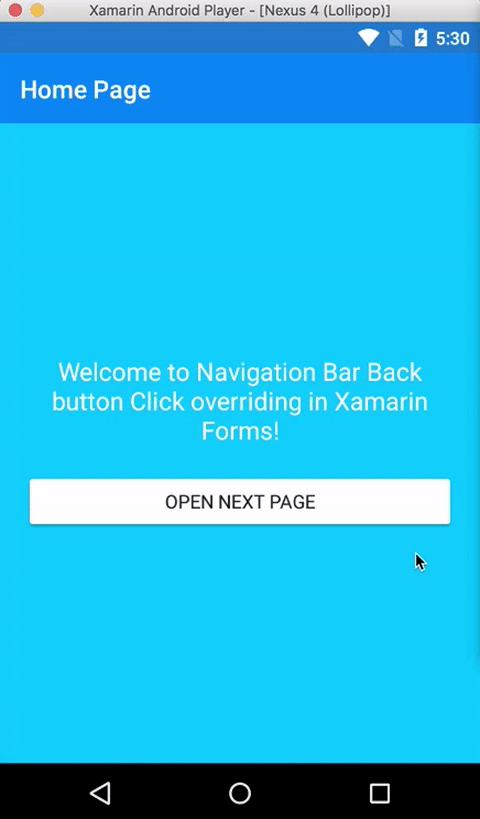 Xamarin Android Player - [Nexus 4 (Lollipop)]
5:30
Home Page
Welcome to Navigation Bar Back
button Click overriding in Xamarin
Forms!
OPEN NEXT PAGE